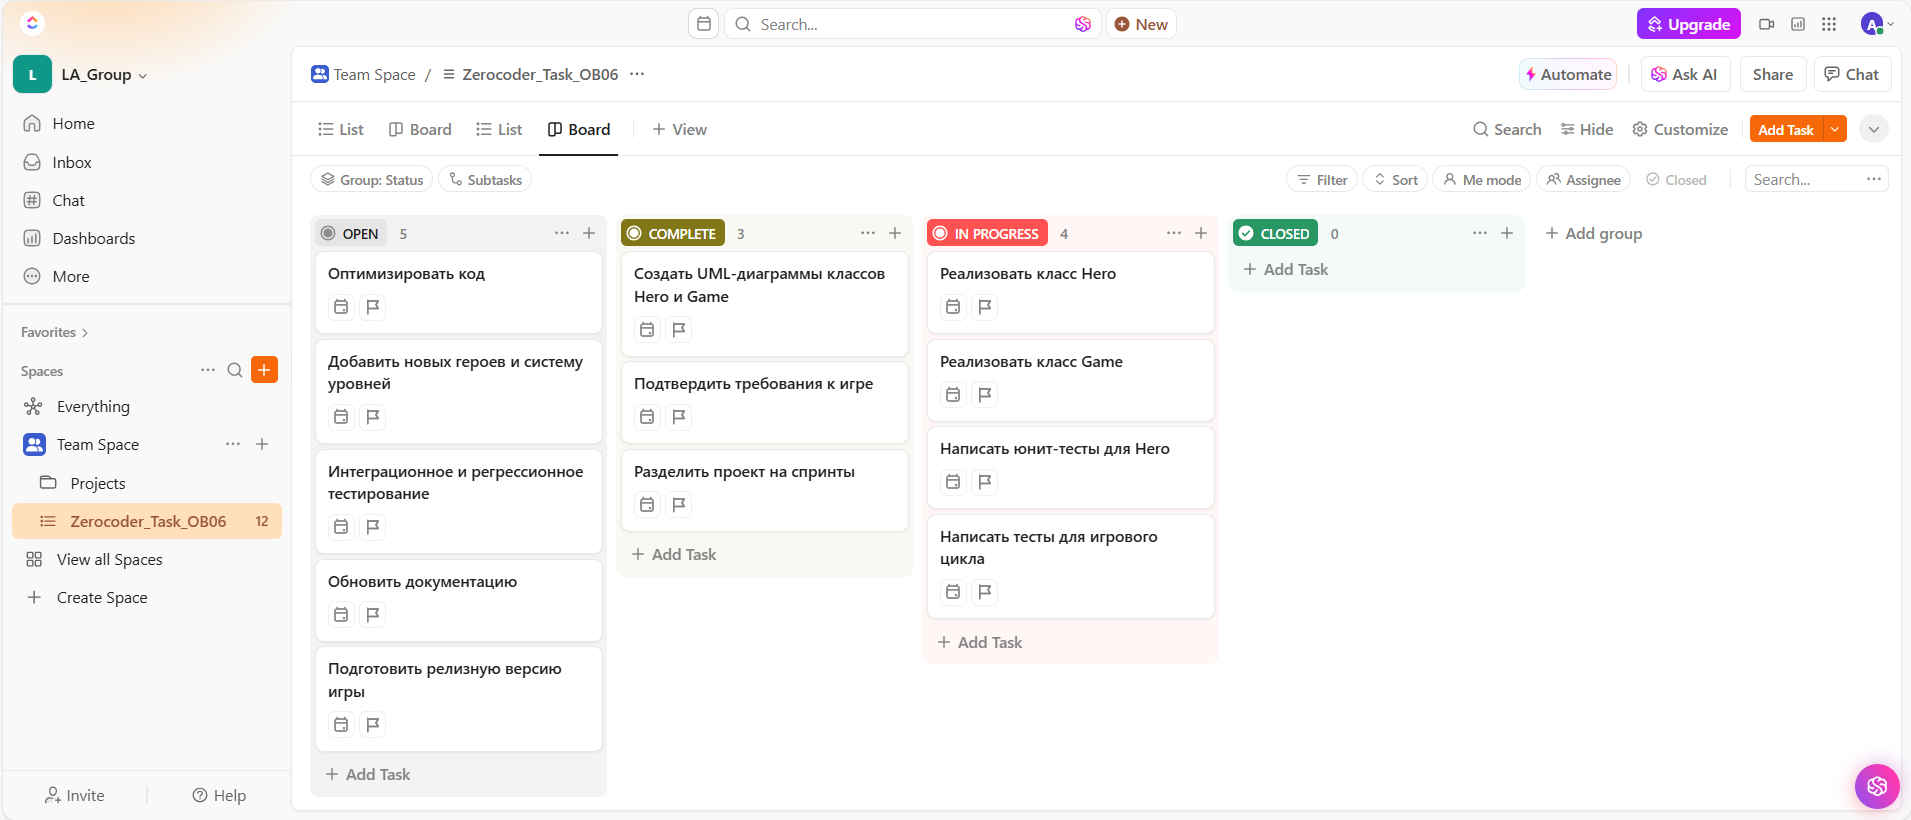 Search...
New
Upgrade
A
L
LA_Group
Home
Inbox
Chat
Dashboards
More
Favorites
Spaces
Everything
Team Space
Projects
Zerocoder_Task_OB06 12
View all Spaces
Create Space
Invite
Help
Team Space / Zerocoder_Task_OB06
Automate
Ask AI
Share
Chat
List
Board
List
Board
View
Search
Hide
Customize
Add Task
Group: Status
Subtasks
Filter
Sort
Me mode
Assignee
Closed
Search...
OPEN 5
Оптимизировать код
Добавить новых героев и систему
уровней
Интеграционное и регрессионное
тестирование
Обновить документацию
Подготовить релизную версию
игры
Add Task
COMPLETE 3
Создать UML-диаграммы классов
Hero и Game
Подтвердить требования к игре
Разделить проект на спринты
Add Task
IN PROGRESS 4
Реализовать класс Hero
Реализовать класс Game
Написать юнит-тесты для Hero
Написать тесты для игрового
цикла
Add Task
CLOSED 0
Add Task
Add group